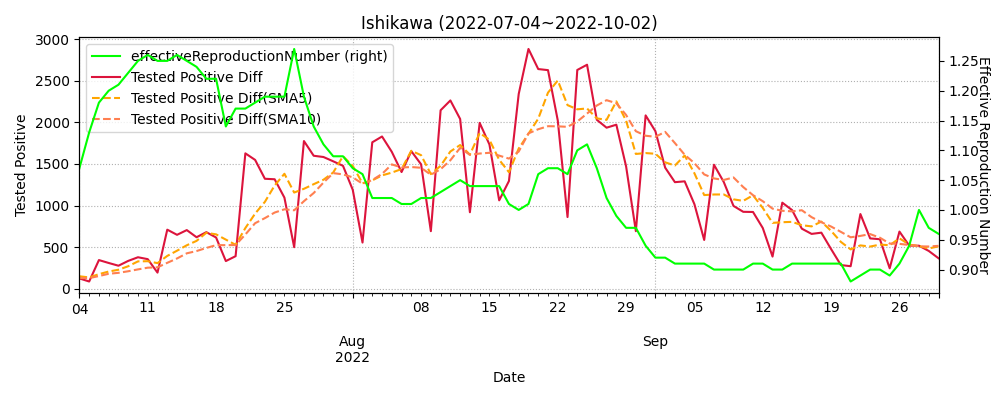 Ishikawa (2022-07-04~2022-10-02)
effectiveReproductionNumber (right)
Tested Positive Diff
Tested Positive Diff(SMA5)
Tested Positive Diff(SMA10)
Tested Positive
3000
2500
2000
1500
1000
500
0
1.25
1.20
1.15
1.10
1.05
1.00
0.95
0.90
Effective Reproduction Number
04 11 18 25 08 15 22 29 05 12 19 26
Aug Sep
2022
Date